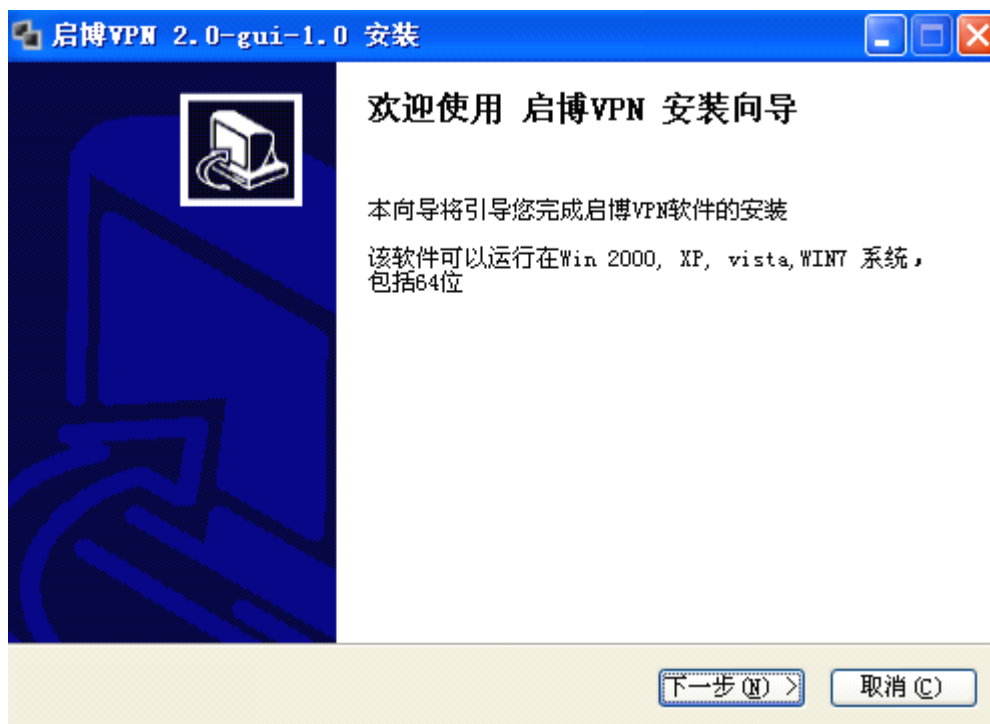 启博VPN 2.0-gui-1.0 安装
欢迎使用 启博VPN 安装向导
本向导将引导您完成启博VPN软件的安装
该软件可以运行在Win 2000, XP, vista,WIN7 系统，
包括64位
下一步(N) >
取消(C)